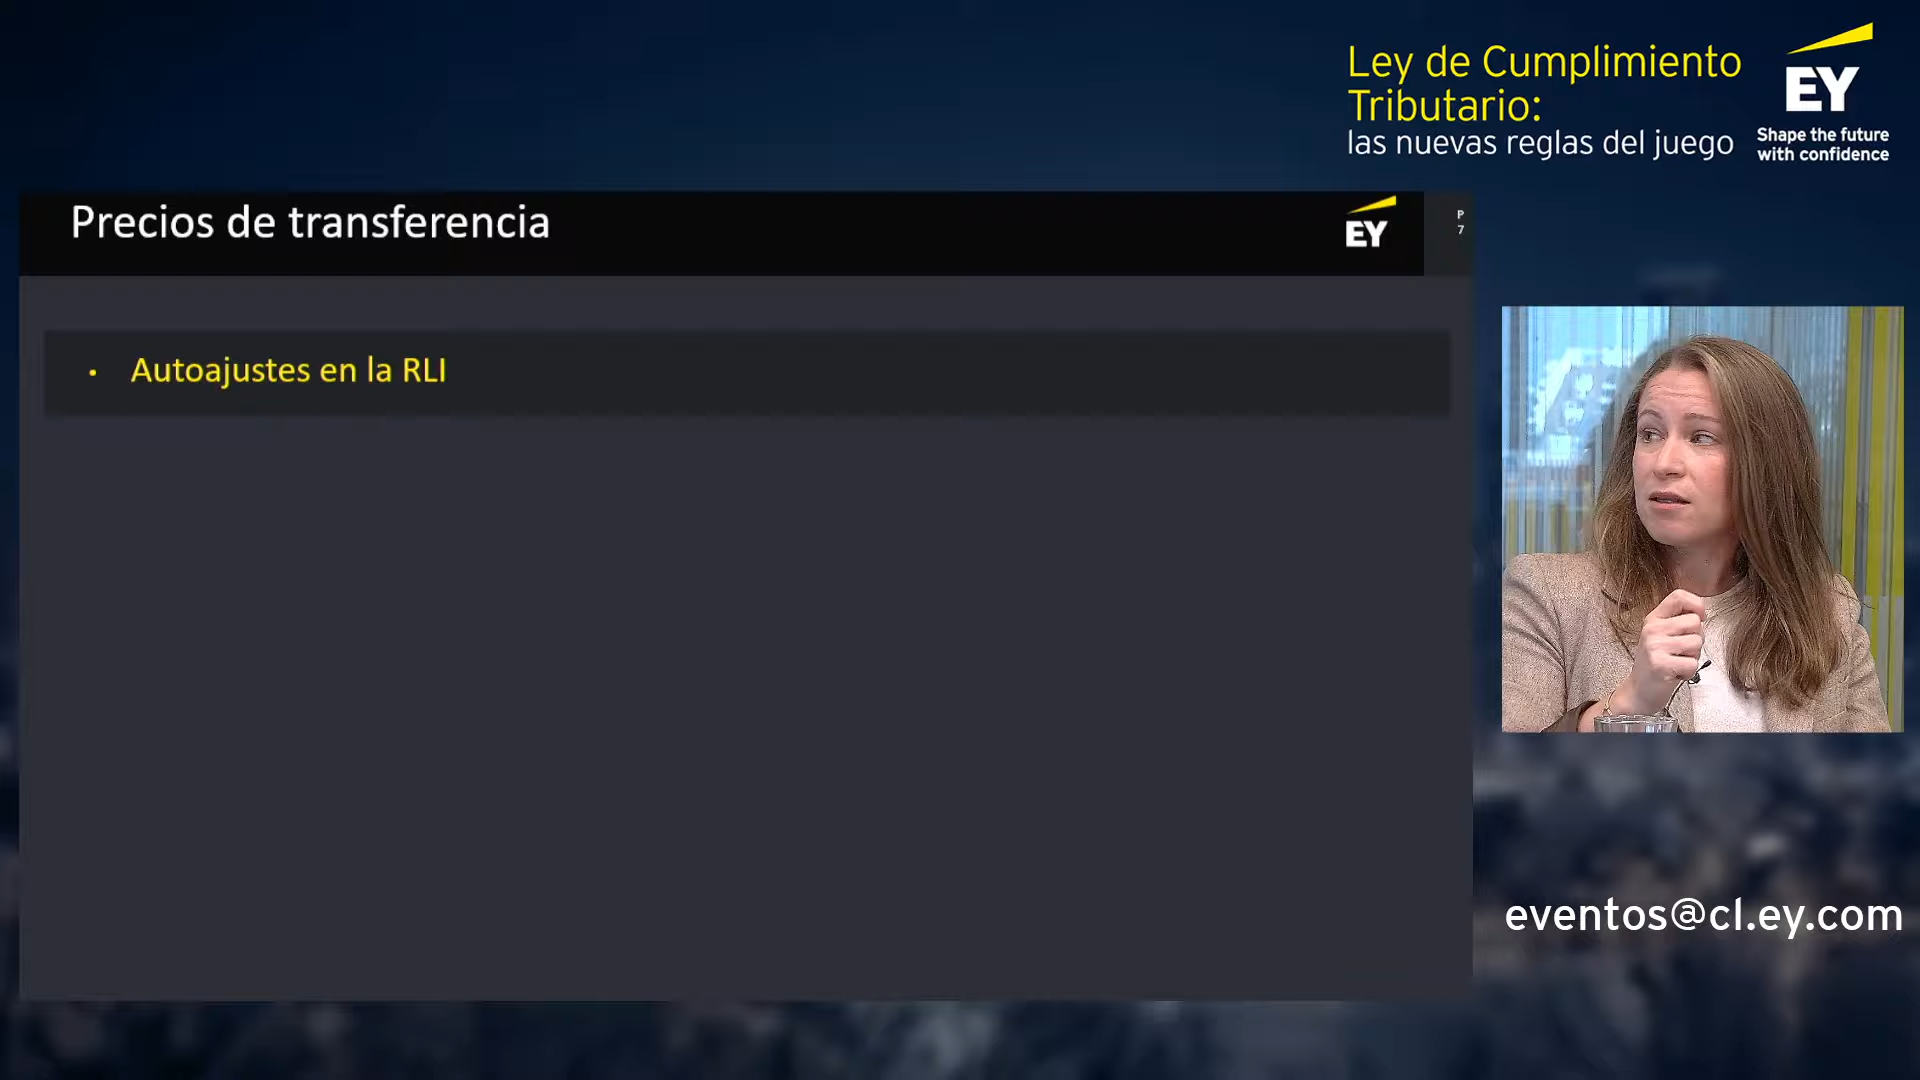 Ley de Cumplimiento
Tributario:
las nuevas reglas del juego
EY
Shape the future
with confidence
Precios de transferencia
EY
P
7
• Autoajustes en la RLI
eventos@cl.ey.com